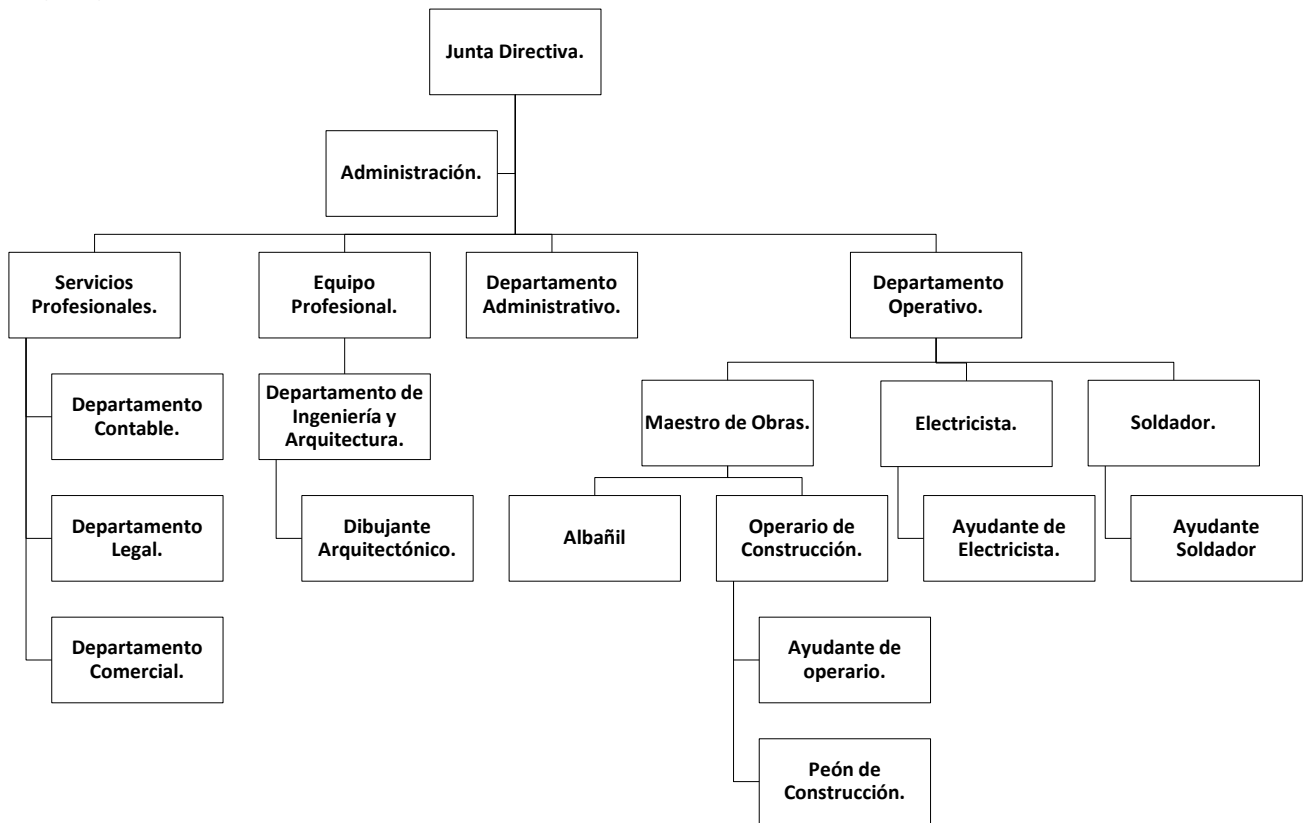 Junta Directiva.
Administración.
Servicios
Profesionales.
Equipo
Profesional.
Departamento
Administrativo.
Departamento
Operativo.
Departamento
Contable.
Departamento de
Ingeniería y
Arquitectura.
Maestro de Obras.
Electricista.
Soldador.
Departamento
Legal.
Dibujante
Arquitectónico.
Albañil
Operario de
Construcción.
Ayudante de
Electricista.
Ayudante
Soldador
Departamento
Comercial.
Ayudante de
operario.
Peón de
Construcción.